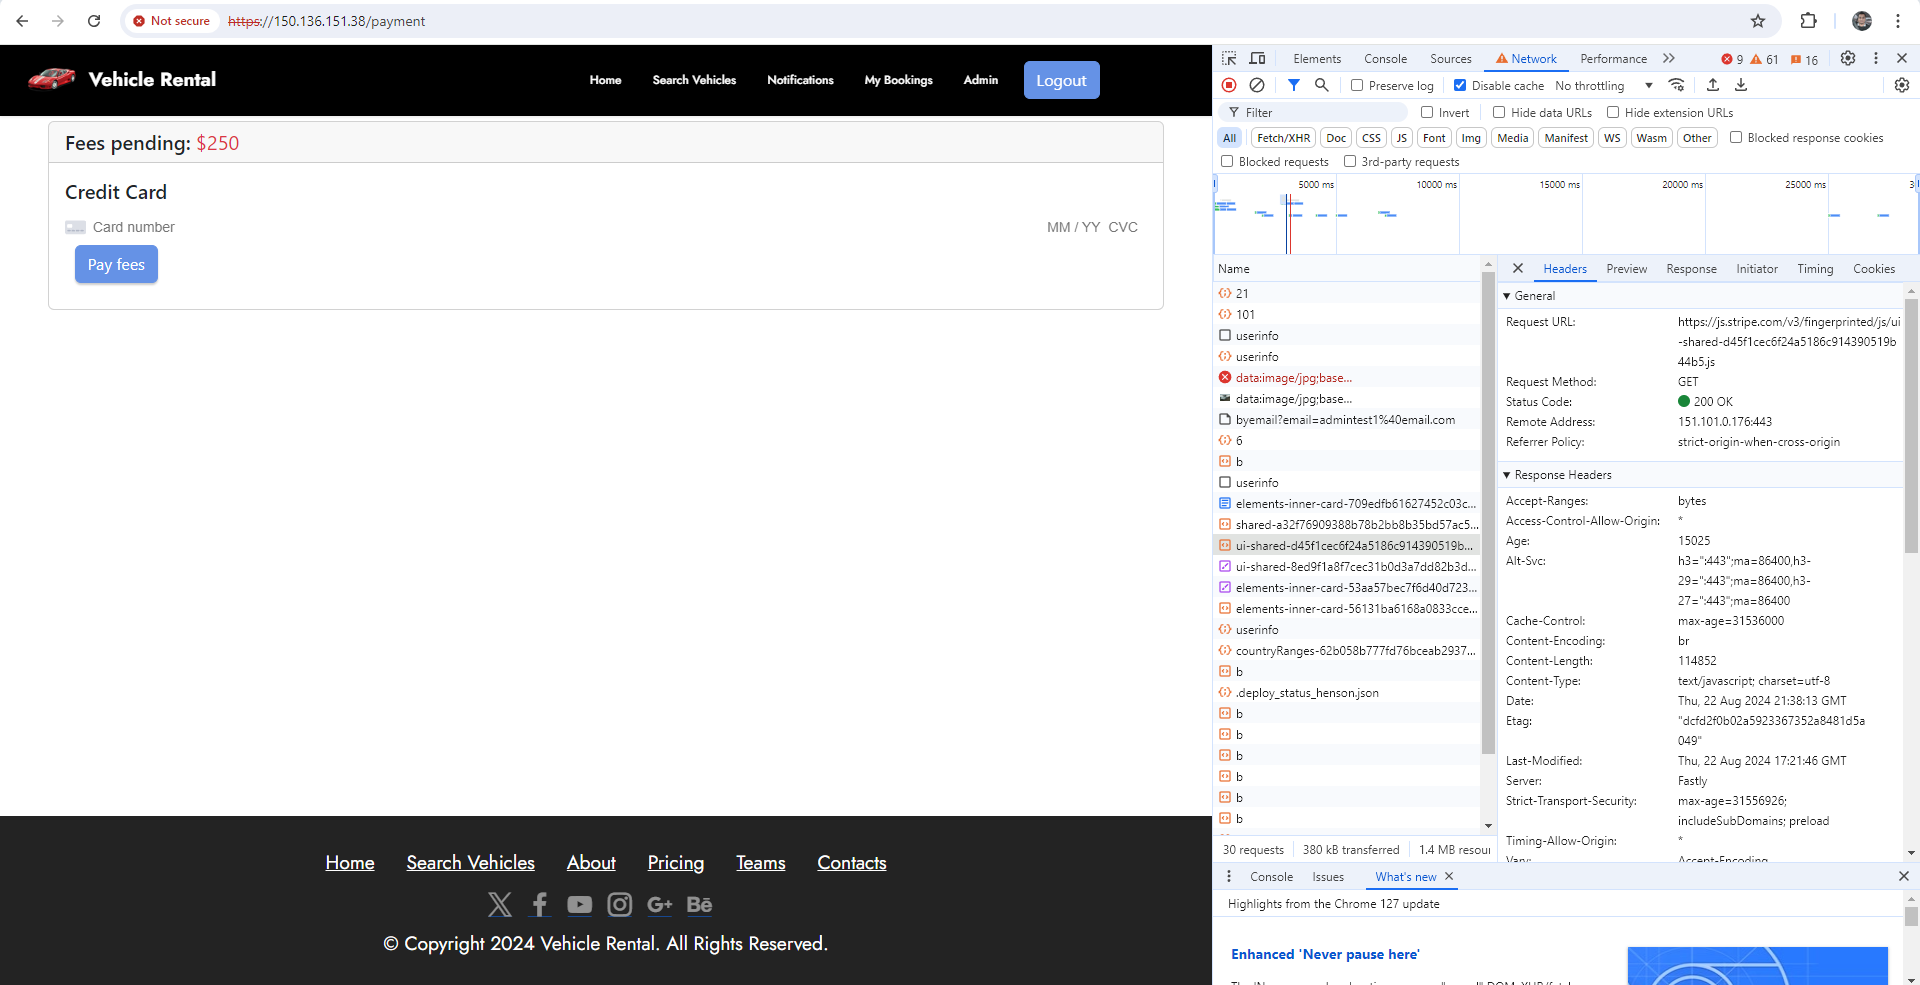 Not secure https://150.136.151.38/payment
Vehicle Rental
Home Search Vehicles Notifications My Bookings Admin Logout
Fees pending: $250
Credit Card
Card number MM / YY CVC
Pay fees
Home Search Vehicles About Pricing Teams Contacts
G+ Bē
© Copyright 2024 Vehicle Rental. All Rights Reserved.
Elements Console Sources Network Performance 9 61 16
Preserve log Disable cache No throttling
Filter Invert Hide data URLs Hide extension URLs
All Fetch/XHR Doc CSS JS Font Img Media Manifest WS Wasm Other Blocked response cookies
Blocked requests 3rd-party requests
5000 ms 10000 ms 15000 ms 20000 ms 25000 ms 3
Name
21
101
userinfo
userinfo
data:image/jpg;base...
data:image/jpg;base...
byemail?email=admintest1%40email.com
6
b
userinfo
elements-inner-card-709edfb61627452c03c...
shared-a32f76909388b78b2bb8b35bd57ac5...
ui-shared-d45f1cec6f24a5186c914390519b...
ui-shared-8ed9f1a8f7cec31b0d3a7dd82b3d...
elements-inner-card-53aa57bec7f6d40d723...
elements-inner-card-56131ba6168a0833cce...
userinfo
countryRanges-62b058b777fd76bceab2937...
b
.deploy_status_henson.json
b
b
b
b
b
b
30 requests 380 kB transferred 1.4 MB resou
Headers Preview Response Initiator Timing Cookies
General
Request URL: https://js.stripe.com/v3/fingerprinted/js/ui
-shared-d45f1cec6f24a5186c914390519b
44b5.js
Request Method: GET
Status Code: 200 OK
Remote Address: 151.101.0.176:443
Referrer Policy: strict-origin-when-cross-origin
Response Headers
Accept-Ranges: bytes
Access-Control-Allow-Origin: *
Age: 15025
Alt-Svc: h3=":443";ma=86400,h3-
29=":443";ma=86400,h3-
27=":443";ma=86400
Cache-Control: max-age=31536000
Content-Encoding: br
Content-Length: 114852
Content-Type: text/javascript; charset=utf-8
Date: Thu, 22 Aug 2024 21:38:13 GMT
Etag: "dcfd2f0b02a5923367352a8481d5a
049"
Last-Modified: Thu, 22 Aug 2024 17:21:46 GMT
Server: Fastly
Strict-Transport-Security: max-age=31556926;
includeSubDomains; preload
Timing-Allow-Origin: *
Vary: Accept-Encoding
Console Issues What's new
Highlights from the Chrome 127 update
Enhanced 'Never pause here'